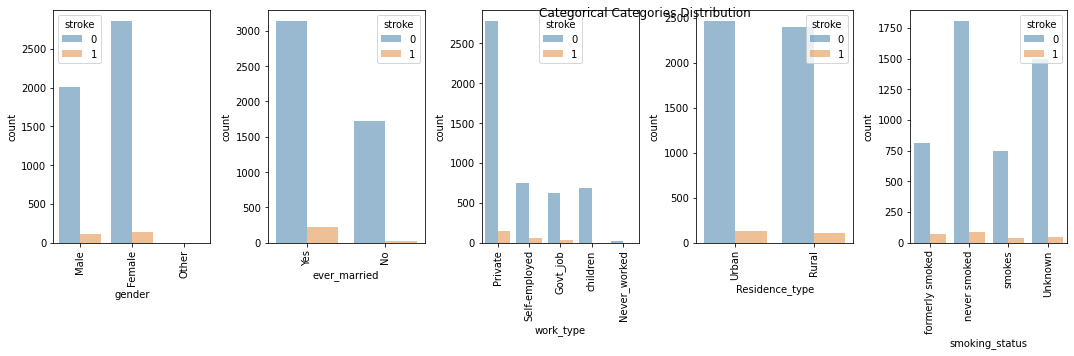 Categorical Categories Distribution
count
0
500
1000
1500
2000
2500
stroke
0
1
Male
Female
Other
gender
count
0
500
1000
1500
2000
2500
3000
stroke
0
1
Yes
No
ever_married
count
0
500
1000
1500
2000
2500
stroke
0
1
Private
Self-employed
Govt_job
children
Never_worked
work_type
count
0
500
1000
1500
2000
2500
stroke
0
1
Urban
Rural
Residence_type
count
0
250
500
750
1000
1250
1500
1750
stroke
0
1
formerly smoked
never smoked
smokes
Unknown
smoking_status